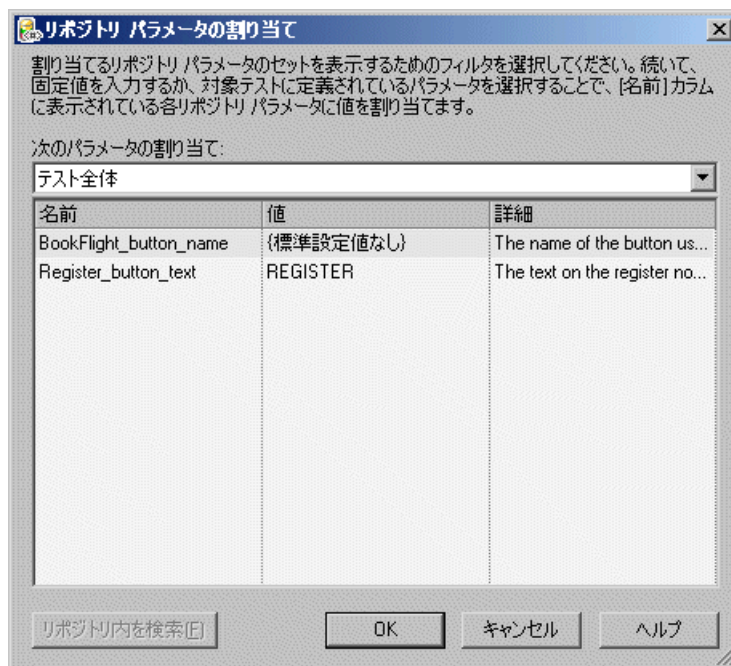 リポジトリ パラメータの割り当て
割り当てるリポジトリ パラメータのセットを表示するためのフィルタを選択してください。続いて、
固定値を入力するか、対象テストに定義されているパラメータを選択することで、[名前]カラム
に表示されている各リポジトリ パラメータに値を割り当てます。
次のパラメータの割り当て:
テスト全体
名前 値 詳細
BookFlight_button_name {標準設定値なし} The name of the button us...
Register_button_text REGISTER The text on the register no...
リポジトリ内を検索(F) OK キャンセル ヘルプ